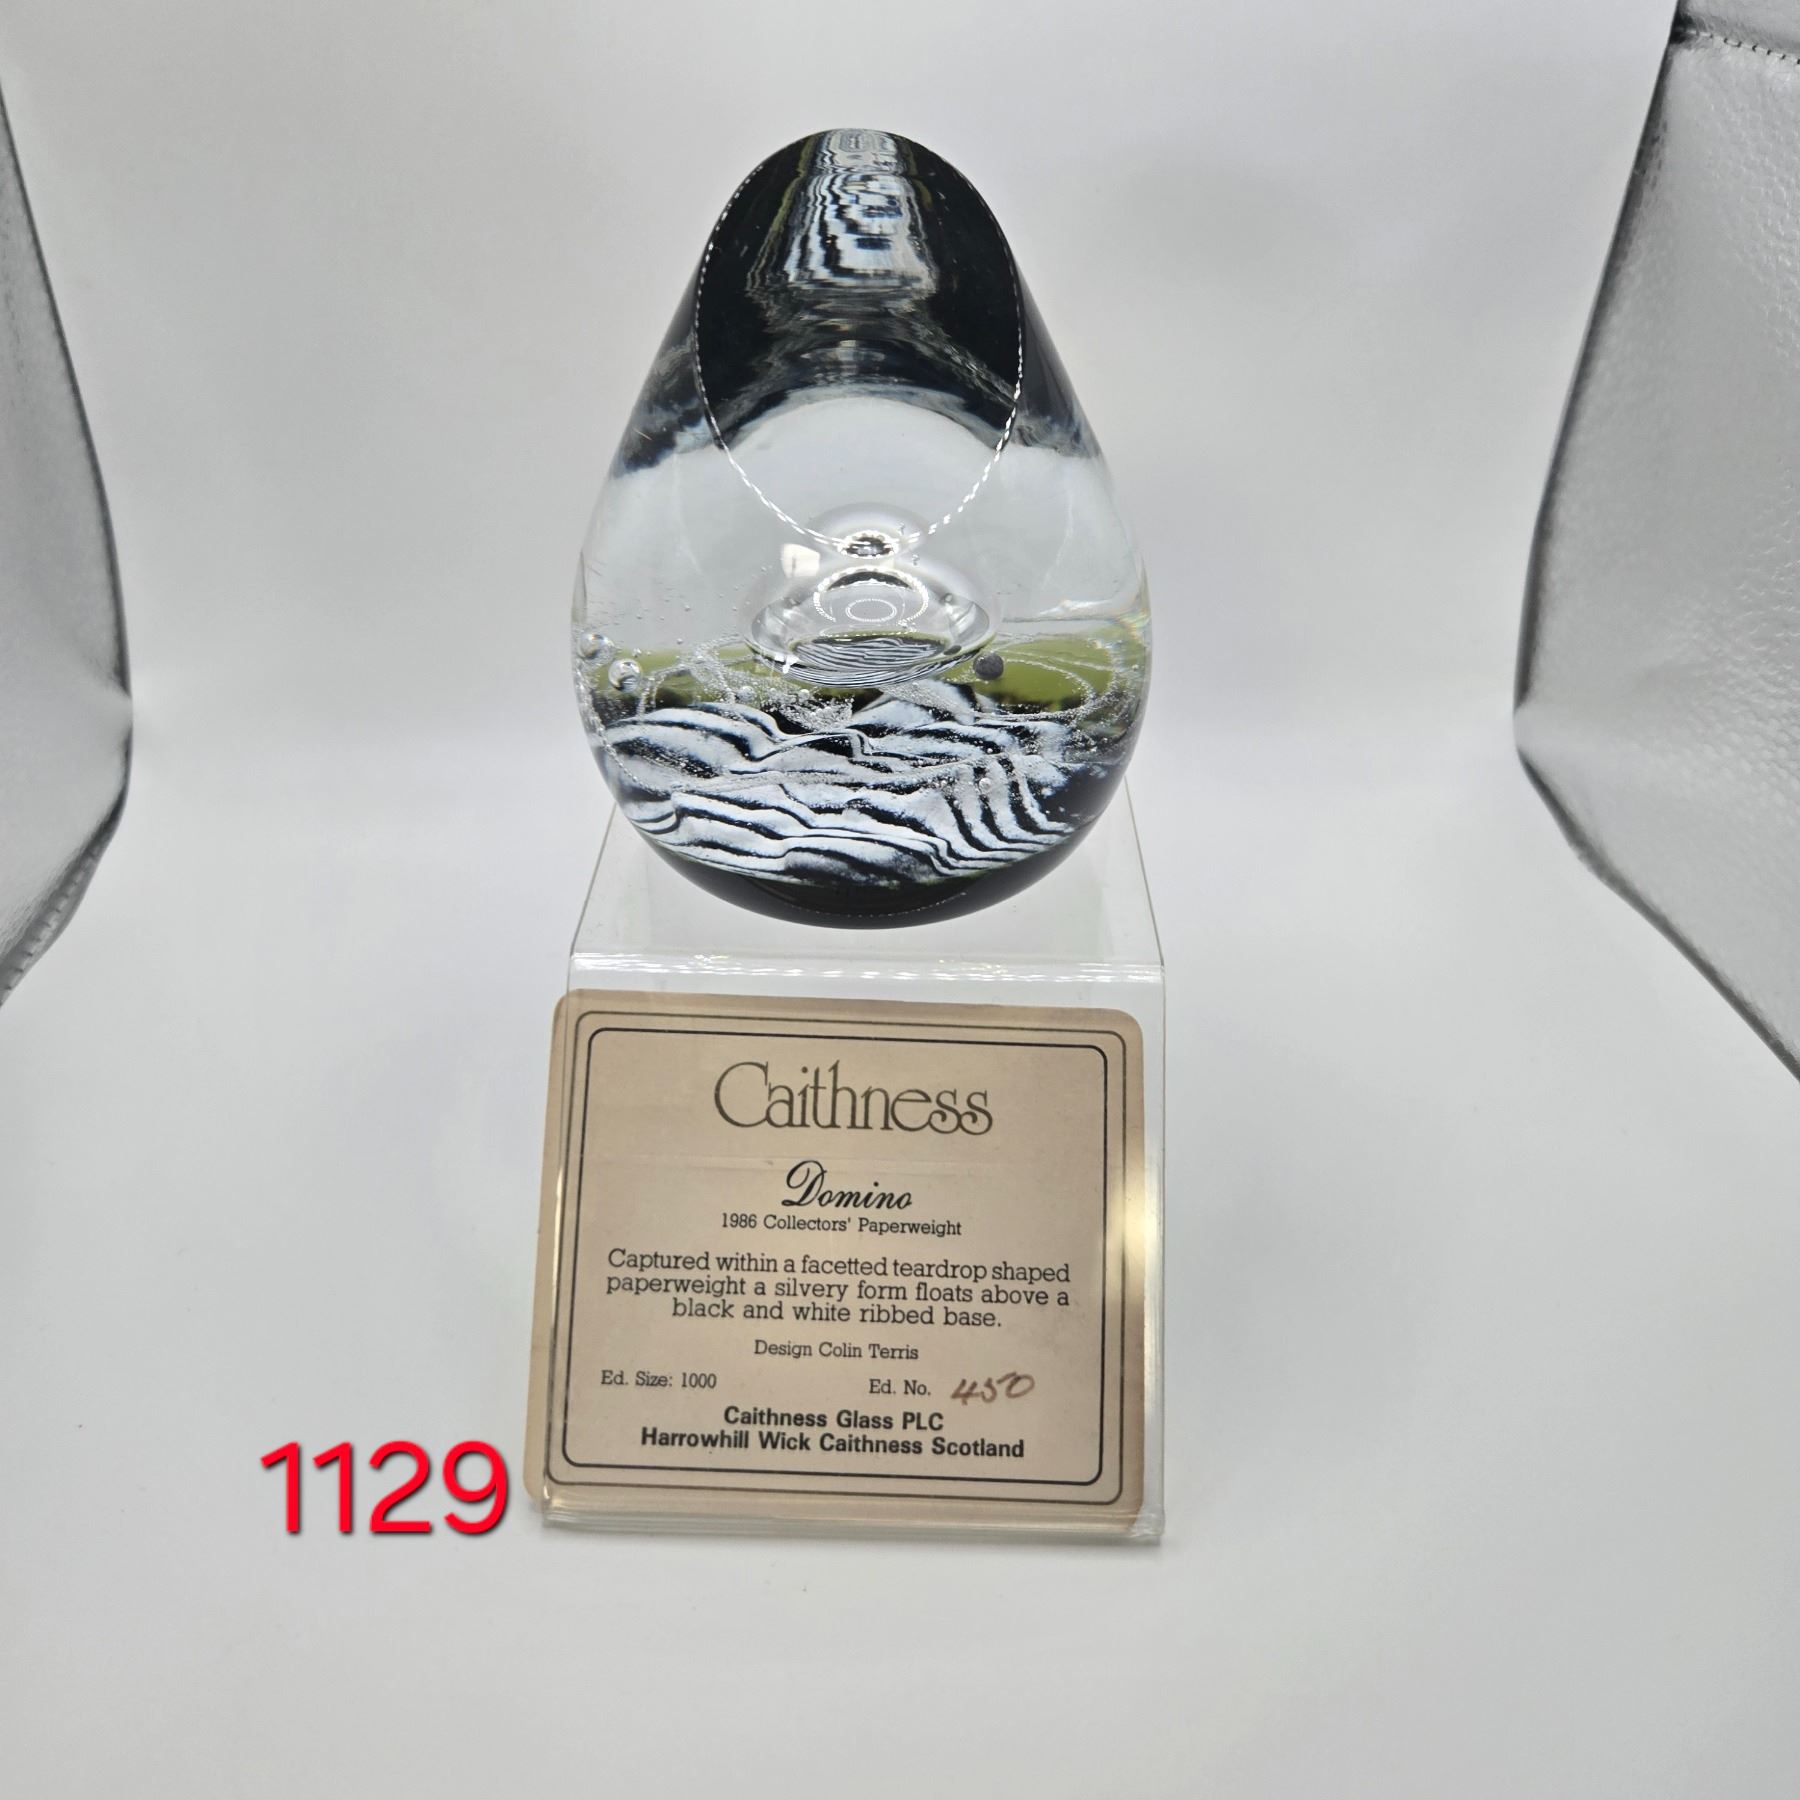 Caithness
Domino
1986 Collectors' Paperweight
Captured within a facetted teardrop shaped
paperweight a silvery form floats above a
black and white ribbed base.
Design Colin Terris
Ed. Size: 1000 Ed. No. 450
Caithness Glass PLC
Harrowhill Wick Caithness Scotland
1129